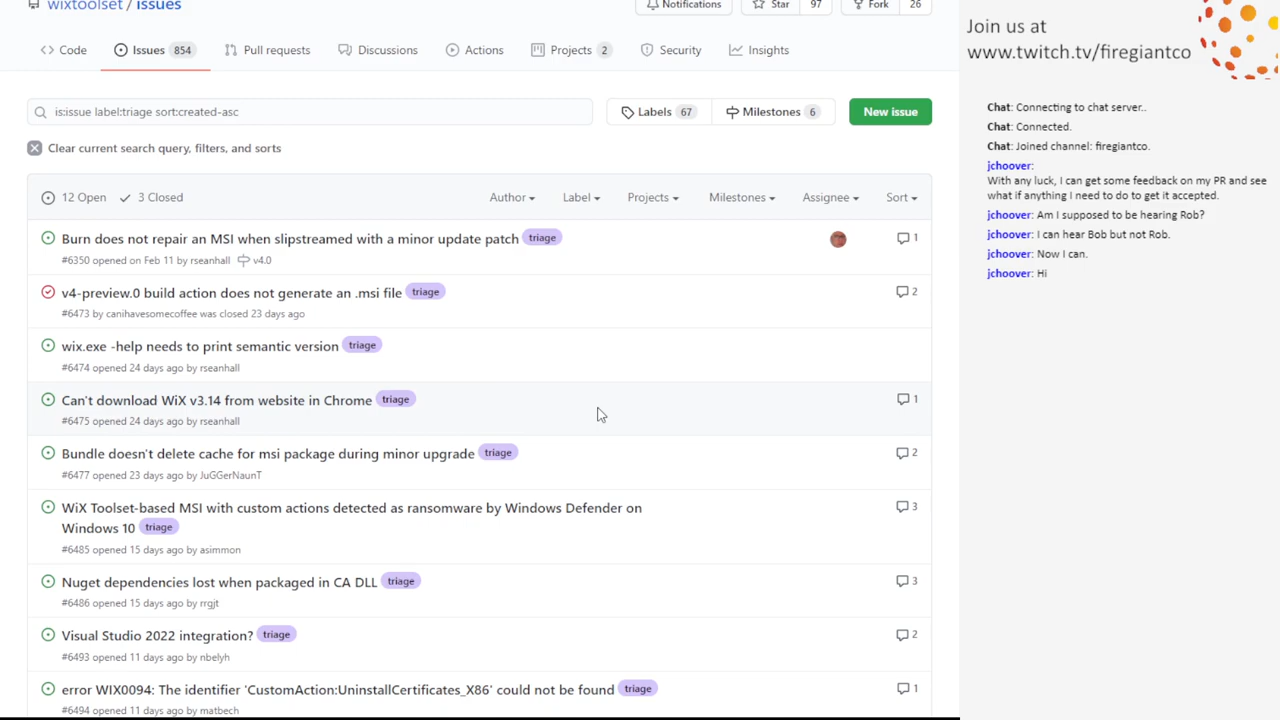 wixtoolset / issues
Notifications
Star 97
Fork 26
Code
Issues 854
Pull requests
Discussions
Actions
Projects 2
Security
Insights
is:issue label:triage sort:created-asc
Labels 67
Milestones 6
New issue
Clear current search query, filters, and sorts
12 Open
3 Closed
Author
Label
Projects
Milestones
Assignee
Sort
Burn does not repair an MSI when slipstreamed with a minor update patch triage 1
#6350 opened on Feb 11 by rseanhall v4.0
v4-preview.0 build action does not generate an .msi file triage 2
#6473 by canihavesomecoffee was closed 23 days ago
wix.exe -help needs to print semantic version triage
#6474 opened 24 days ago by rseanhall
Can't download WiX v3.14 from website in Chrome triage 1
#6475 opened 24 days ago by rseanhall
Bundle doesn't delete cache for msi package during minor upgrade triage 2
#6477 opened 23 days ago by JuGGerNaunT
WiX Toolset-based MSI with custom actions detected as ransomware by Windows Defender on 3
Windows 10 triage
#6485 opened 15 days ago by asimmon
Nuget dependencies lost when packaged in CA DLL triage 3
#6486 opened 15 days ago by rrgjt
Visual Studio 2022 integration? triage 2
#6493 opened 11 days ago by nbelyh
error WIX0094: The identifier 'CustomAction:UninstallCertificates_X86' could not be found triage 1
#6494 opened 11 days ago by matbech
Join us at
www.twitch.tv/firegiantco
Chat: Connecting to chat server..
Chat: Connected.
Chat: Joined channel: firegiantco.
jchoover:
With any luck, I can get some feedback on my PR and see
what if anything I need to do to get it accepted.
jchoover: Am I supposed to be hearing Rob?
jchoover: I can hear Bob but not Rob.
jchoover: Now I can.
jchoover: Hi